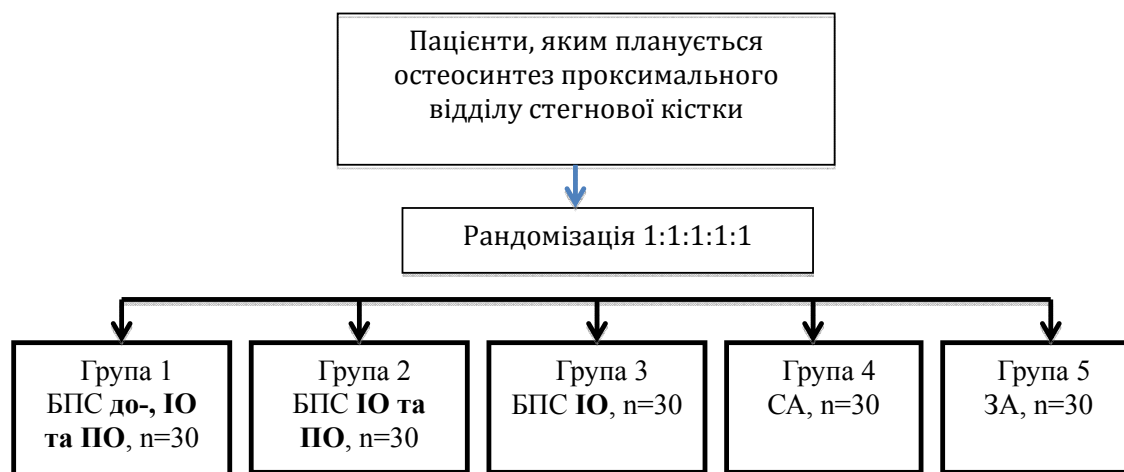 Пацієнти, яким планується
остеосинтез проксимального
відділу стегнової кістки
Рандомізація 1:1:1:1:1
Група 1
БПС до-, ІО
та ПО, n=30
Група 2
БПС ІО та
ПО, n=30
Група 3
БПС ІО, n=30
Група 4
СА, n=30
Група 5
ЗА, n=30